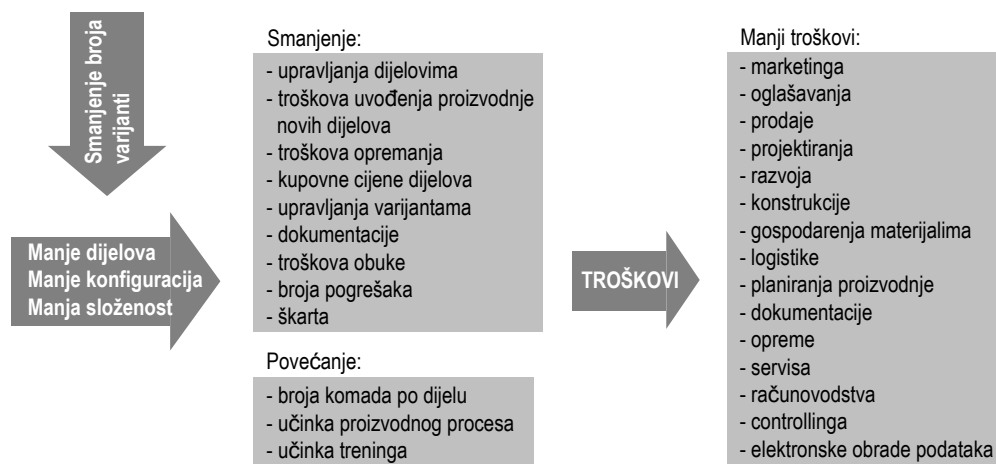 Smanjenje broja
varijanti
Manje dijelova
Manje konfiguracija
Manja složenost
Smanjenje:
- upravljanja dijelovima
- troškova uvođenja proizvodnje
novih dijelova
- troškova opremanja
- kupovne cijene dijelova
- upravljanja varijantama
- dokumentacije
- troškova obuke
- broja pogrešaka
- škarta
Povećanje:
- broja komada po dijelu
- učinka proizvodnog procesa
- učinka treninga
TROŠKOVI
Manji troškovi:
- marketinga
- oglašavanja
- prodaje
- projektiranja
- razvoja
- konstrukcije
- gospodarenja materijalima
- logistike
- planiranja proizvodnje
- dokumentacije
- opreme
- servisa
- računovodstva
- controllinga
- elektronske obrade podataka